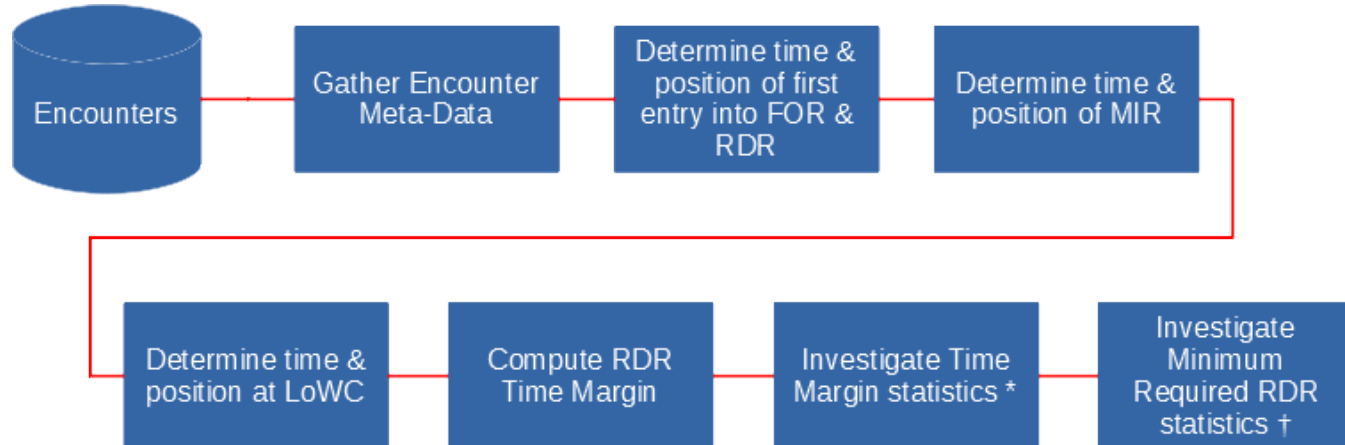 Encounters
Gather Encounter
Meta-Data
Determine time &
position of first
entry into FOR &
RDR
Determine time &
position of MIR
Determine time &
position at LoWC
Compute RDR
Time Margin
Investigate Time
Margin statistics *
Investigate
Minimum
Required RDR
statistics †